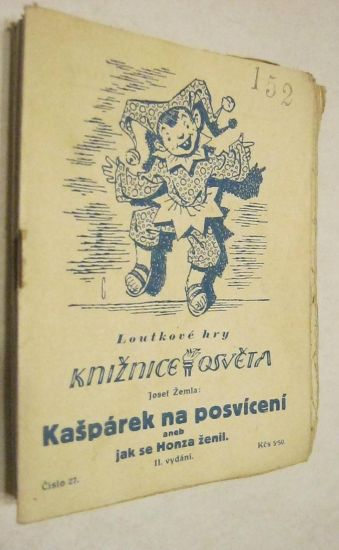 152
Loutkové hry
KNIŽNICE OSVĚTA
Josef Žemla:
Kašpárek na posvícení
aneb
jak se Honza ženil.
II. vydání.
Číslo 27.
Kčs 5·50